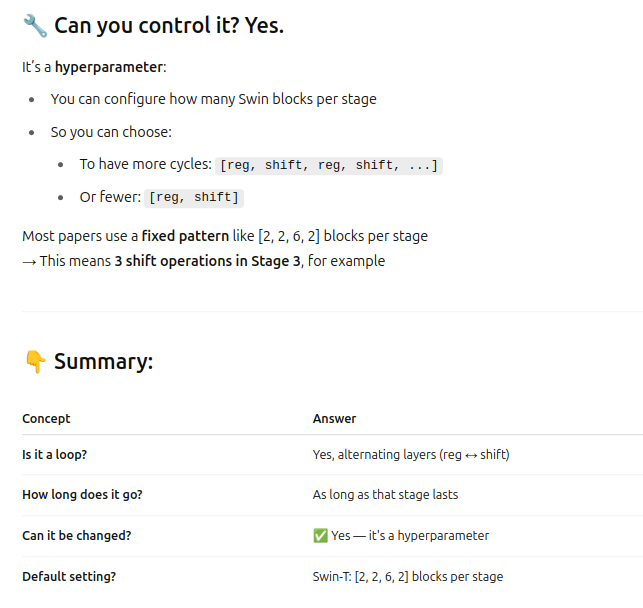 🔧 Can you control it? Yes.
It's a hyperparameter:
• You can configure how many Swin blocks per stage
• So you can choose:
• To have more cycles: [reg, shift, reg, shift, ...]
• Or fewer: [reg, shift]
Most papers use a fixed pattern like [2, 2, 6, 2] blocks per stage
→ This means 3 shift operations in Stage 3, for example
👇 Summary:
Concept Answer
Is it a loop? Yes, alternating layers (reg ↔ shift)
How long does it go? As long as that stage lasts
Can it be changed? ✅ Yes — it's a hyperparameter
Default setting? Swin-T: [2, 2, 6, 2] blocks per stage